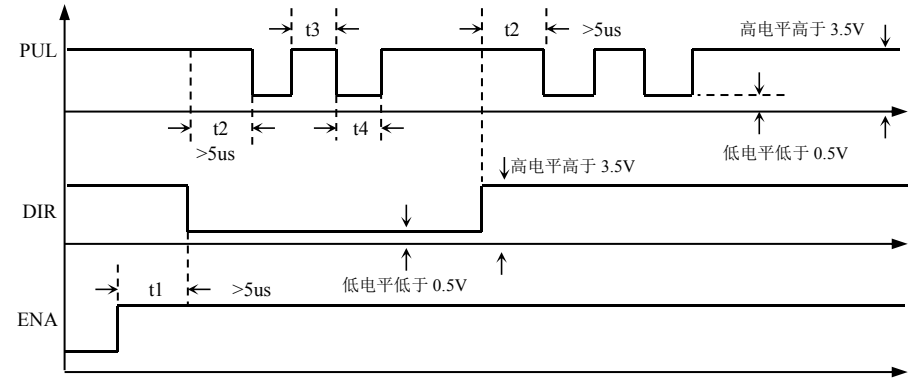 t3
t2
>5us
高电平高于 3.5V
PUL
t2
t4
>5us
低电平低于 0.5V
高电平高于 3.5V
DIR
低电平低于 0.5V
t1
>5us
ENA